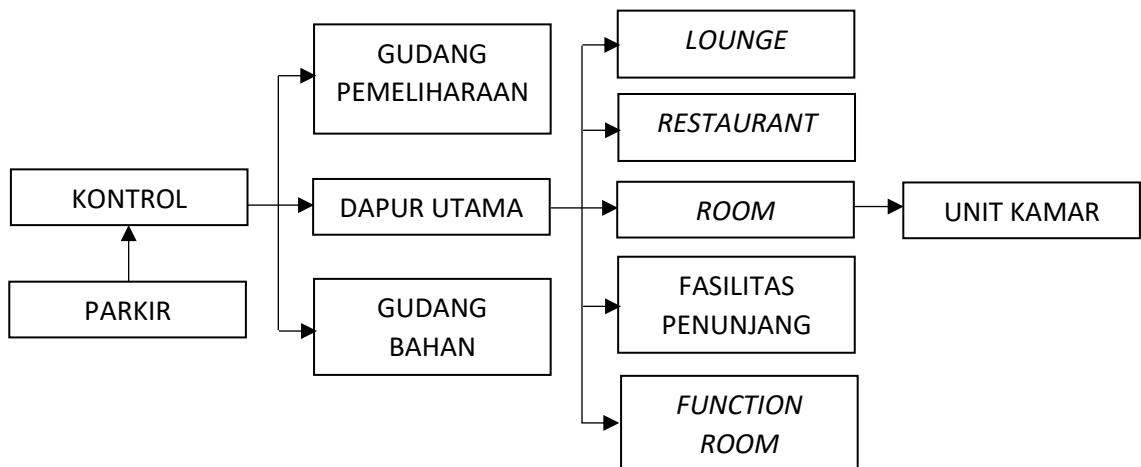 KONTROL
PARKIR
GUDANG
PEMELIHARAAN
DAPUR UTAMA
GUDANG
BAHAN
LOUNGE
RESTAURANT
ROOM
FASILITAS
PENUNJANG
FUNCTION
ROOM
UNIT KAMAR